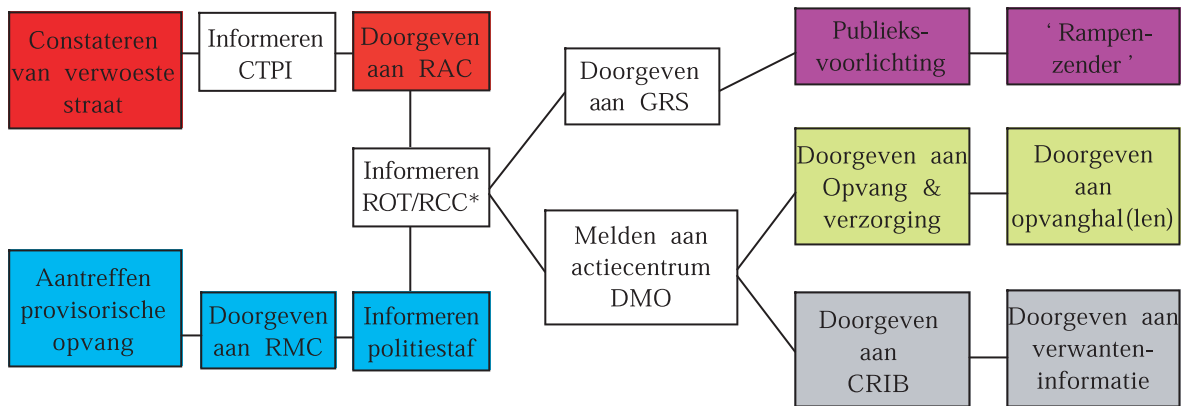 Constateren
van verwoeste
straat
Informeren
CTPI
Doorgeven
aan RAC
Informeren
ROT/RCC*
Aantreffen
provisorische
opvang
Doorgeven
aan RMC
Informeren
politiestaf
Doorgeven
aan GRS
Publieks-
voorlichting
‘ Rampen-
zender ’
Melden aan
actiecentrum
DMO
Doorgeven aan
Opvang &
verzorging
Doorgeven
aan
opvanghal(len)
Doorgeven
aan
CRIB
Doorgeven aan
verwanten-
informatie